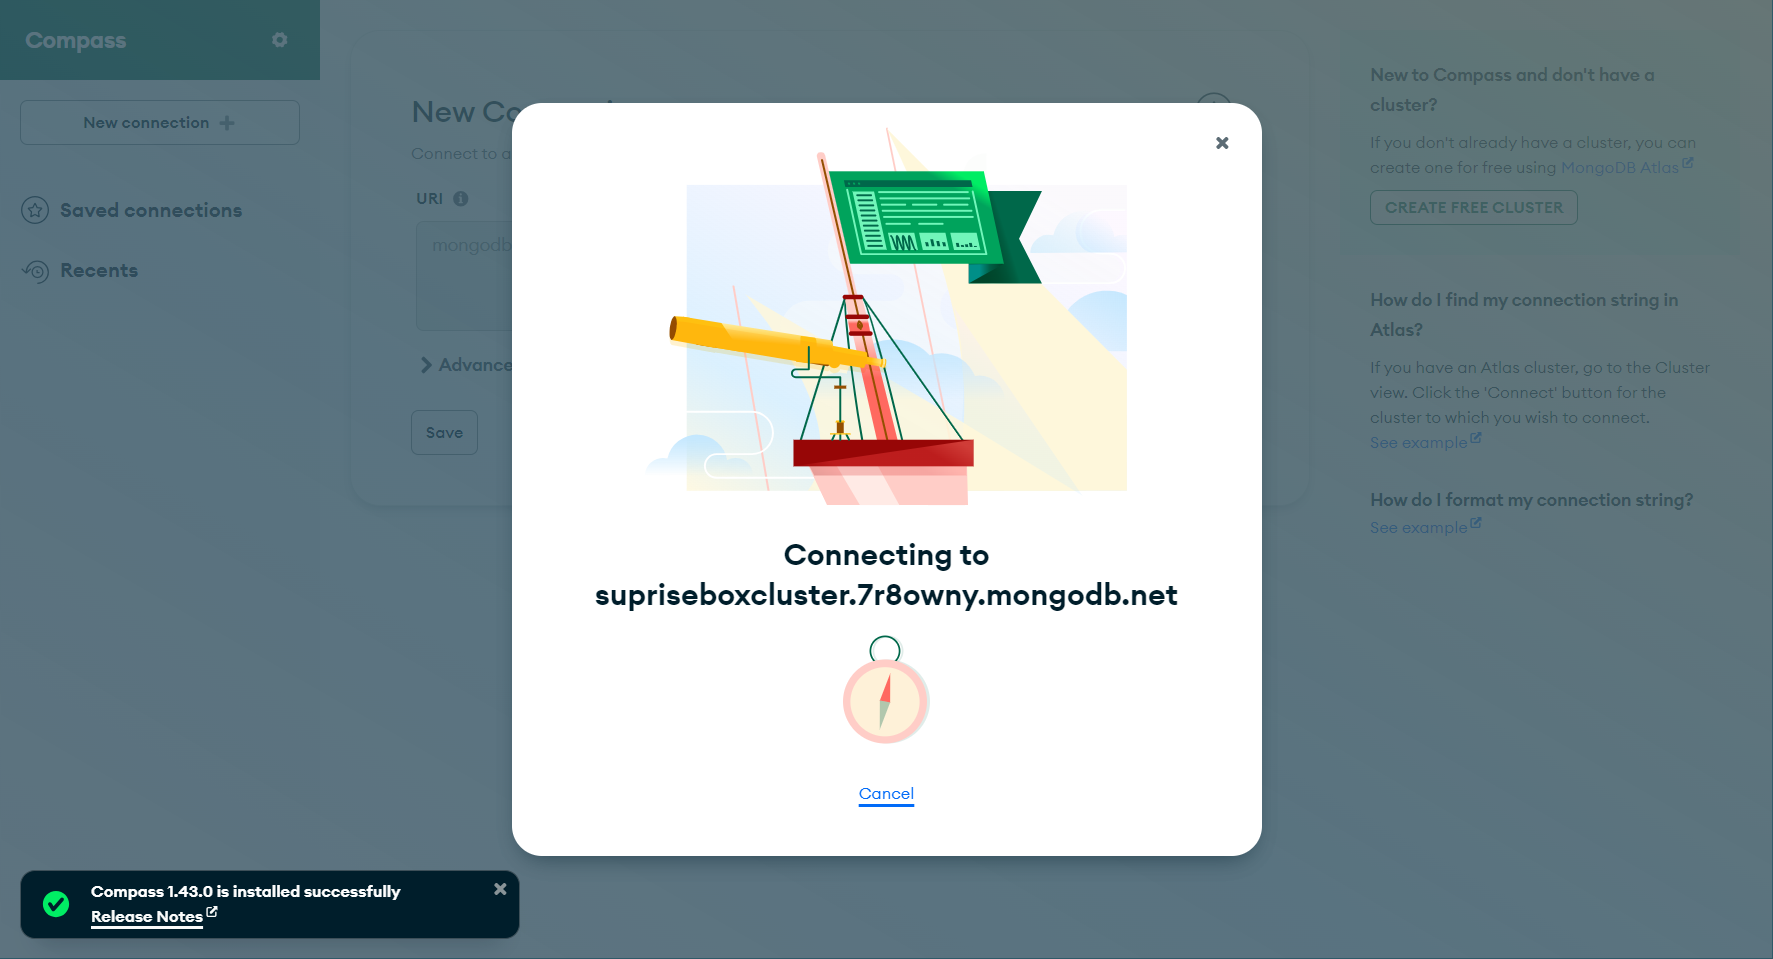 Compass
New connection
Saved connections
Recents
New Co
Connect to a
URI
mongodb
Advance
Save
Connecting to
supriseboxcluster.7r8owny.mongodb.net
Cancel
New to Compass and don't have a
cluster?
If you don't already have a cluster, you can
create one for free using MongoDB Atlas
CREATE FREE CLUSTER
How do I find my connection string in
Atlas?
If you have an Atlas cluster, go to the Cluster
view. Click the 'Connect' button for the
cluster to which you wish to connect.
See example
How do I format my connection string?
See example
Compass 1.43.0 is installed successfully
Release Notes